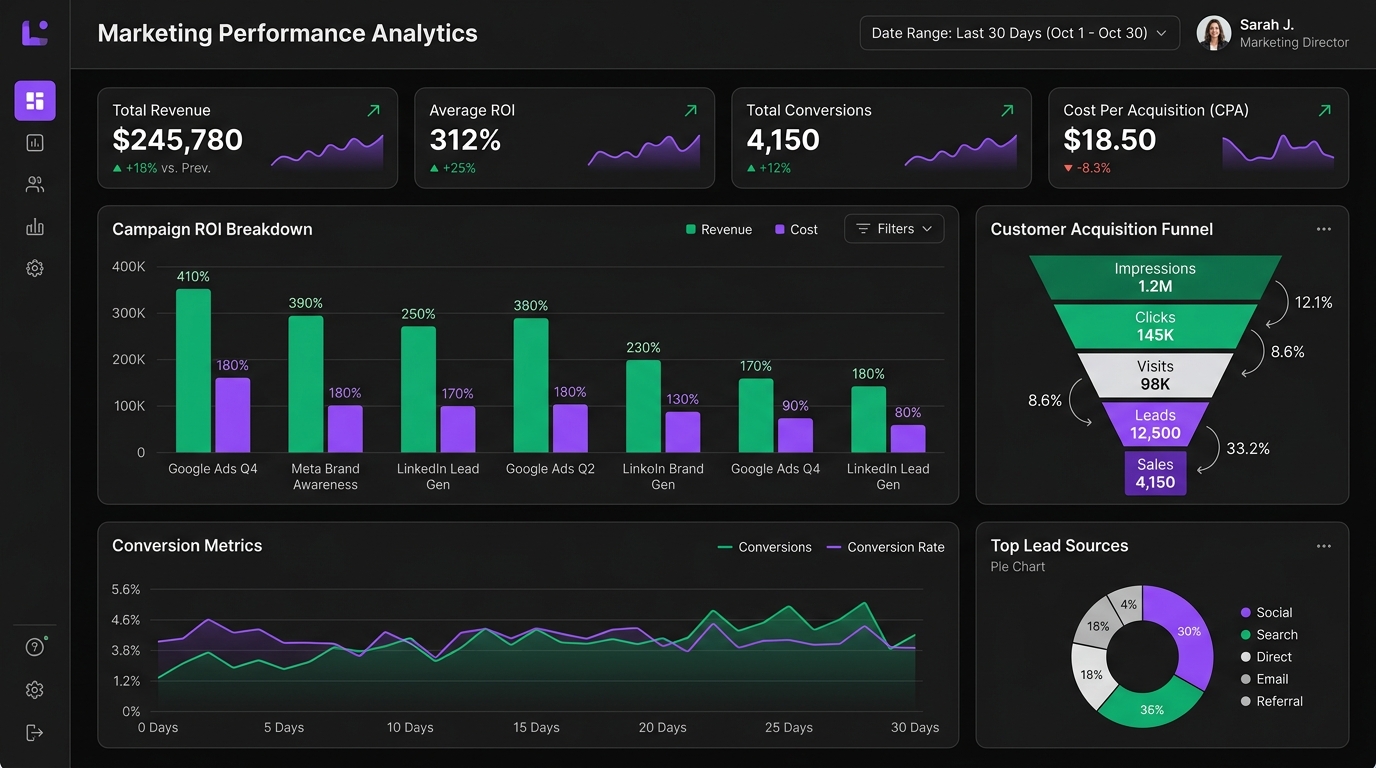 Marketing Performance Analytics
Date Range: Last 30 Days (Oct 1 - Oct 30)
Sarah J.
Marketing Director
Total Revenue
$245,780
+18% vs. Prev.
Average ROI
312%
+25%
Total Conversions
4,150
+12%
Cost Per Acquisition (CPA)
$18.50
-8.3%
Campaign ROI Breakdown
Revenue
Cost
Filters
400K
300K
200K
100K
0
410%
180%
390%
180%
250%
170%
380%
180%
230%
130%
170%
90%
180%
80%
Google Ads Q4
Meta Brand
Awareness
LinkedIn Lead
Gen
Google Ads Q2
Linkoln Brand
Gen
Google Ads Q4
LinkedIn Lead
Gen
Customer Acquisition Funnel
Impressions
1.2M
12.1%
Clicks
145K
8.6%
Visits
98K
8.6%
Leads
12,500
33.2%
Sales
4,150
Conversion Metrics
Conversions
Conversion Rate
5.6%
4.6%
3.8%
1.2%
0%
0 Days
5 Days
10 Days
15 Days
20 Days
25 Days
30 Days
Top Lead Sources
Pie Chart
4%
30%
18%
18%
36%
Social
Search
Direct
Email
Referral